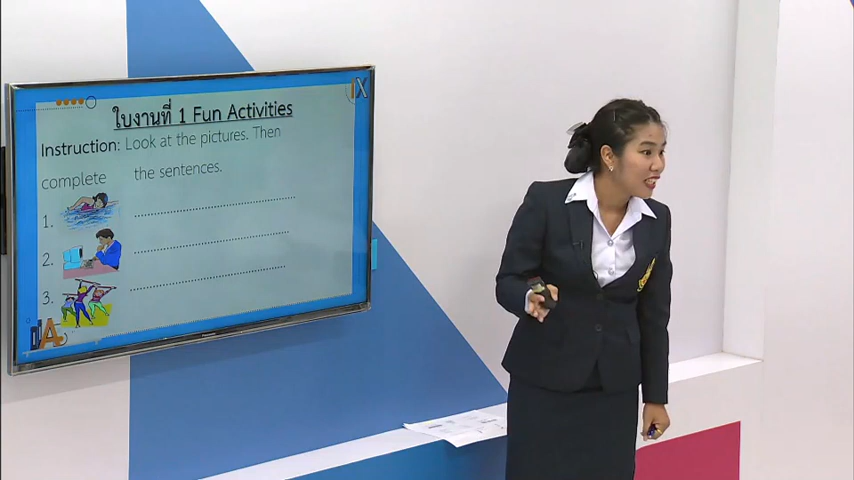 ใบงานที่ 1 Fun Activities
Instruction: Look at the pictures. Then
complete the sentences.
1. ........................................
2. ........................................
3. ........................................